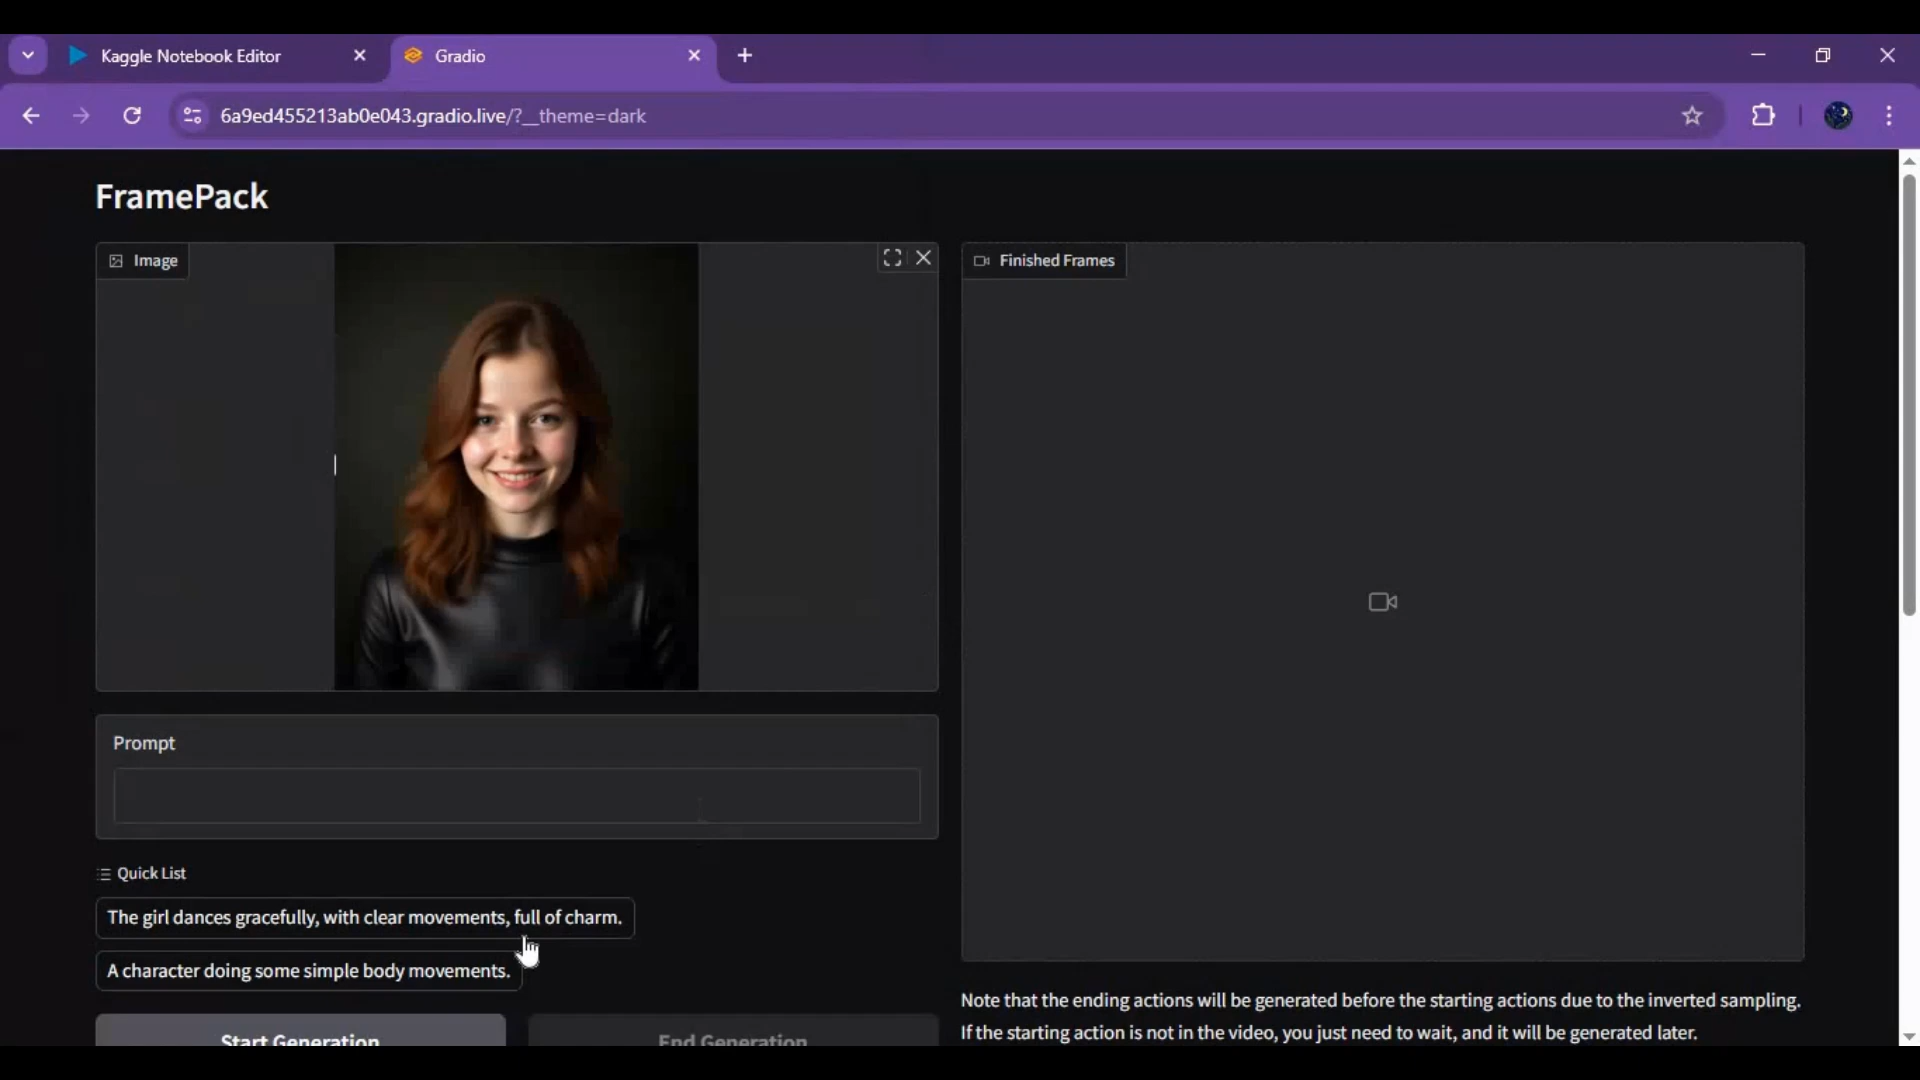 Kaggle Notebook Editor
Gradio
6a9ed455213ab0e043.gradio.live/?__theme=dark
FramePack
Image
Finished Frames
Prompt
Quick List
The girl dances gracefully, with clear movements, full of charm.
A character doing some simple body movements.
Start Generation
End Generation
Note that the ending actions will be generated before the starting actions due to the inverted sampling.
If the starting action is not in the video, you just need to wait, and it will be generated later.